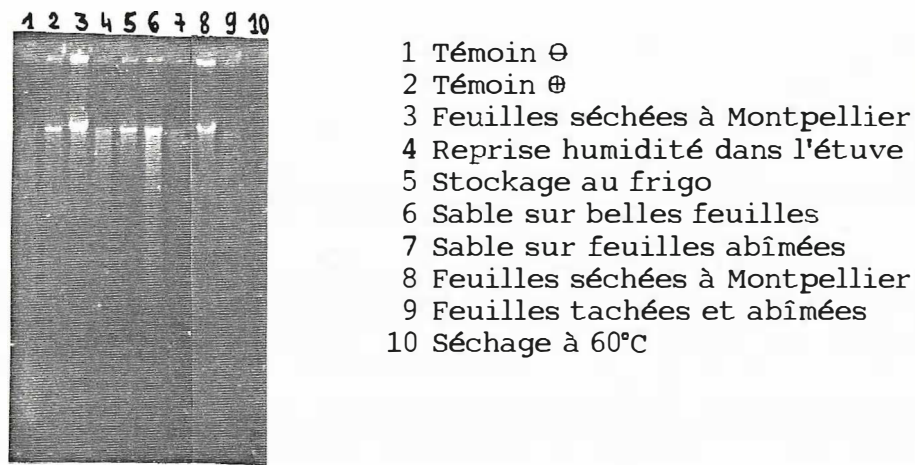 1 2 3 4 5 6 7 8 9 10
1 Témoin ⊖
2 Témoin ⊕
3 Feuilles séchées à Montpellier
4 Reprise humidité dans l'étuve
5 Stockage au frigo
6 Sable sur belles feuilles
7 Sable sur feuilles abîmées
8 Feuilles séchées à Montpellier
9 Feuilles tachées et abîmées
10 Séchage à 60°C